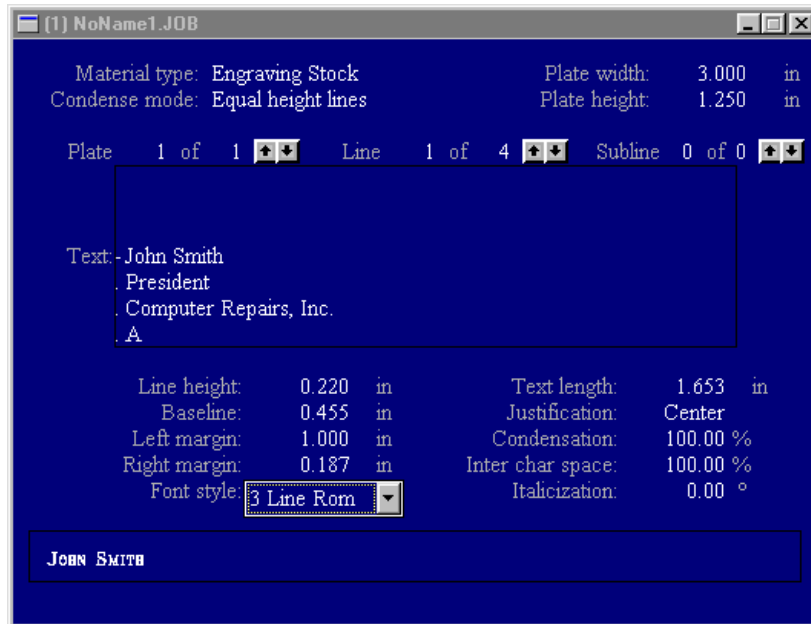 (1) NoName1.JOB
Material type: Engraving Stock Plate width: 3.000 in
Condense mode: Equal height lines Plate height: 1.250 in
Plate 1 of 1 Line 1 of 4 Subline 0 of 0
Text: - John Smith
. President
. Computer Repairs, Inc.
. A
Line height: 0.220 in Text length: 1.653 in
Baseline: 0.455 in Justification: Center
Left margin: 1.000 in Condensation: 100.00 %
Right margin: 0.187 in Inter char space: 100.00 %
Font style: 3 Line Rom Italicization: 0.00 °
JOHN SMITH